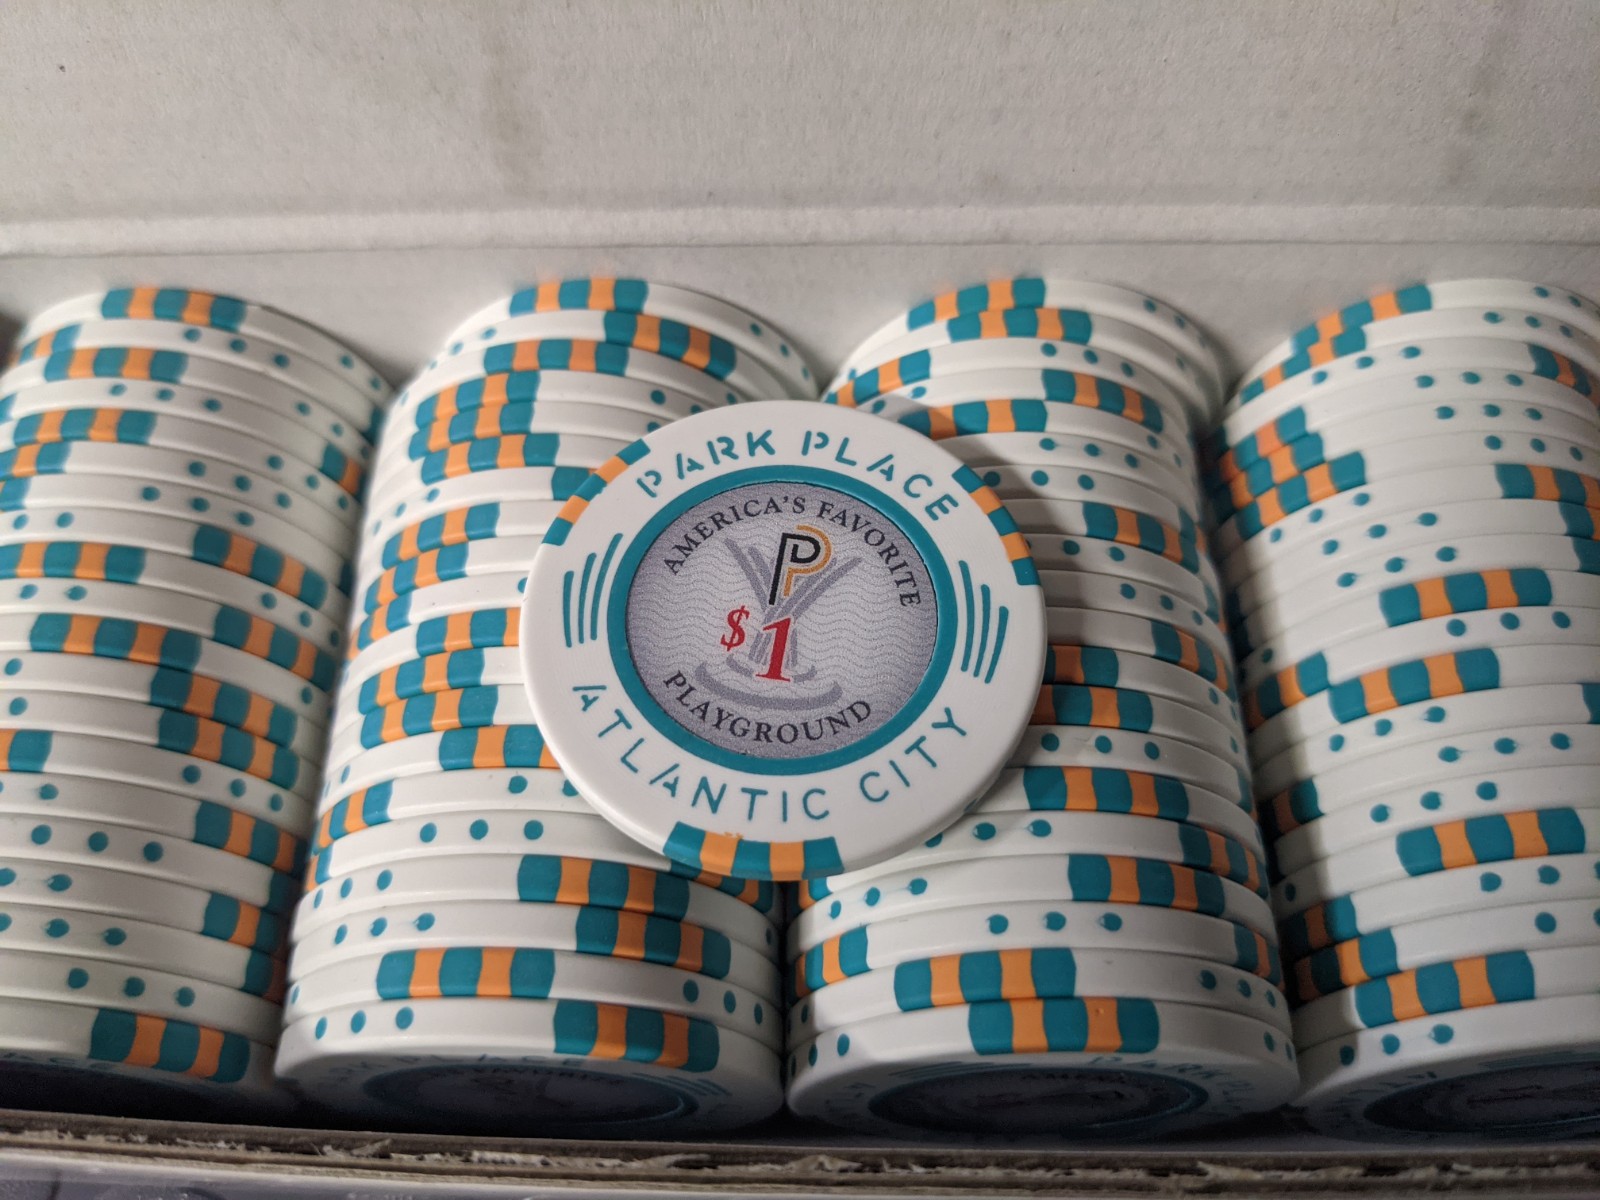 PARK PLACE
AMERICA'S FAVORITE
P
$1
PLAYGROUND
ATLANTIC CITY